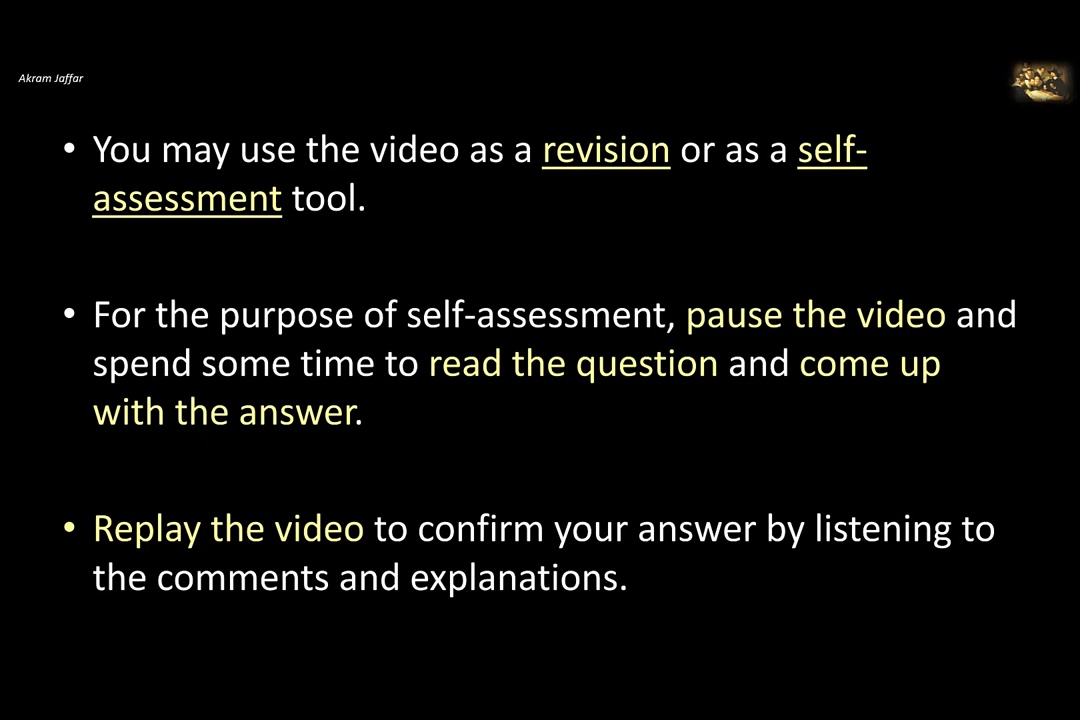 Akram Jaffar
• You may use the video as a revision or as a self-
assessment tool.
• For the purpose of self-assessment, pause the video and
spend some time to read the question and come up
with the answer.
• Replay the video to confirm your answer by listening to
the comments and explanations.